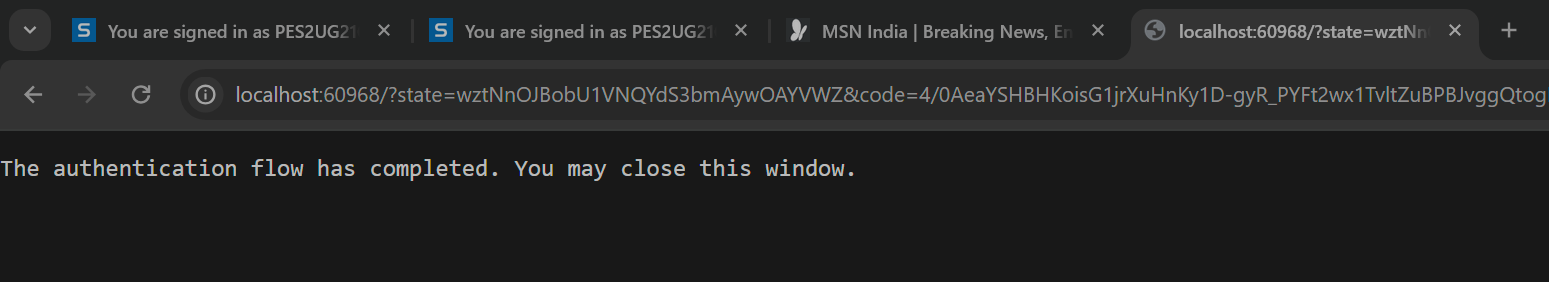 You are signed in as PES2UG21
You are signed in as PES2UG21
MSN India | Breaking News, En
localhost:60968/?state=wztNn
localhost:60968/?state=wztNnOJBobU1VNQYdS3bmAywOAYVWZ&code=4/0AeaYSHBHKoisG1jrXuHnKy1D-gyR_PYFt2wx1TvltZuBPBJvggQtog
The authentication flow has completed. You may close this window.